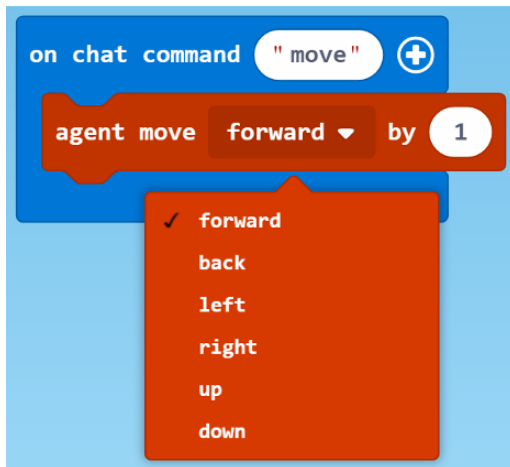 on chat command "move"
agent move forward by 1
forward
back
left
right
up
down